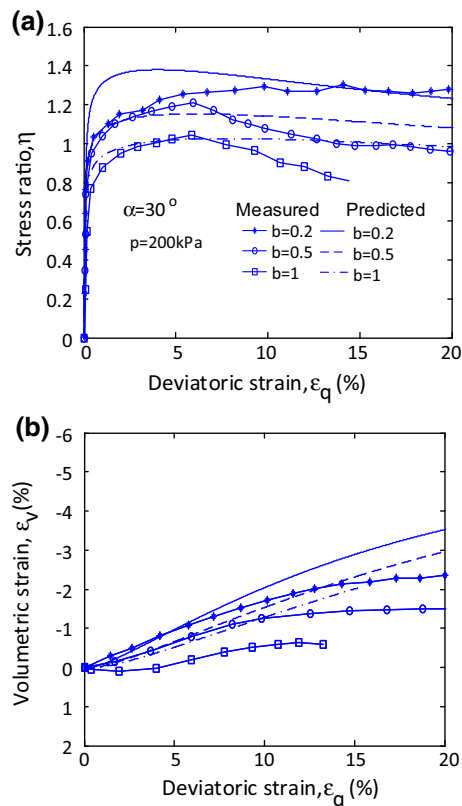 (a)
1.6
1.4
1.2
1
0.8
0.6
0.4
0.2
0
Stress ratio,η
α=30°
p=200kPa
Measured Predicted
b=0.2 b=0.2
b=0.5 b=0.5
b=1 b=1
0 5 10 15 20
Deviatoric strain,εq (%)
(b)
-6
-5
-4
-3
-2
-1
0
1
2
Volumetric strain, εv(%)
0 5 10 15 20
Deviatoric strain,εq (%)